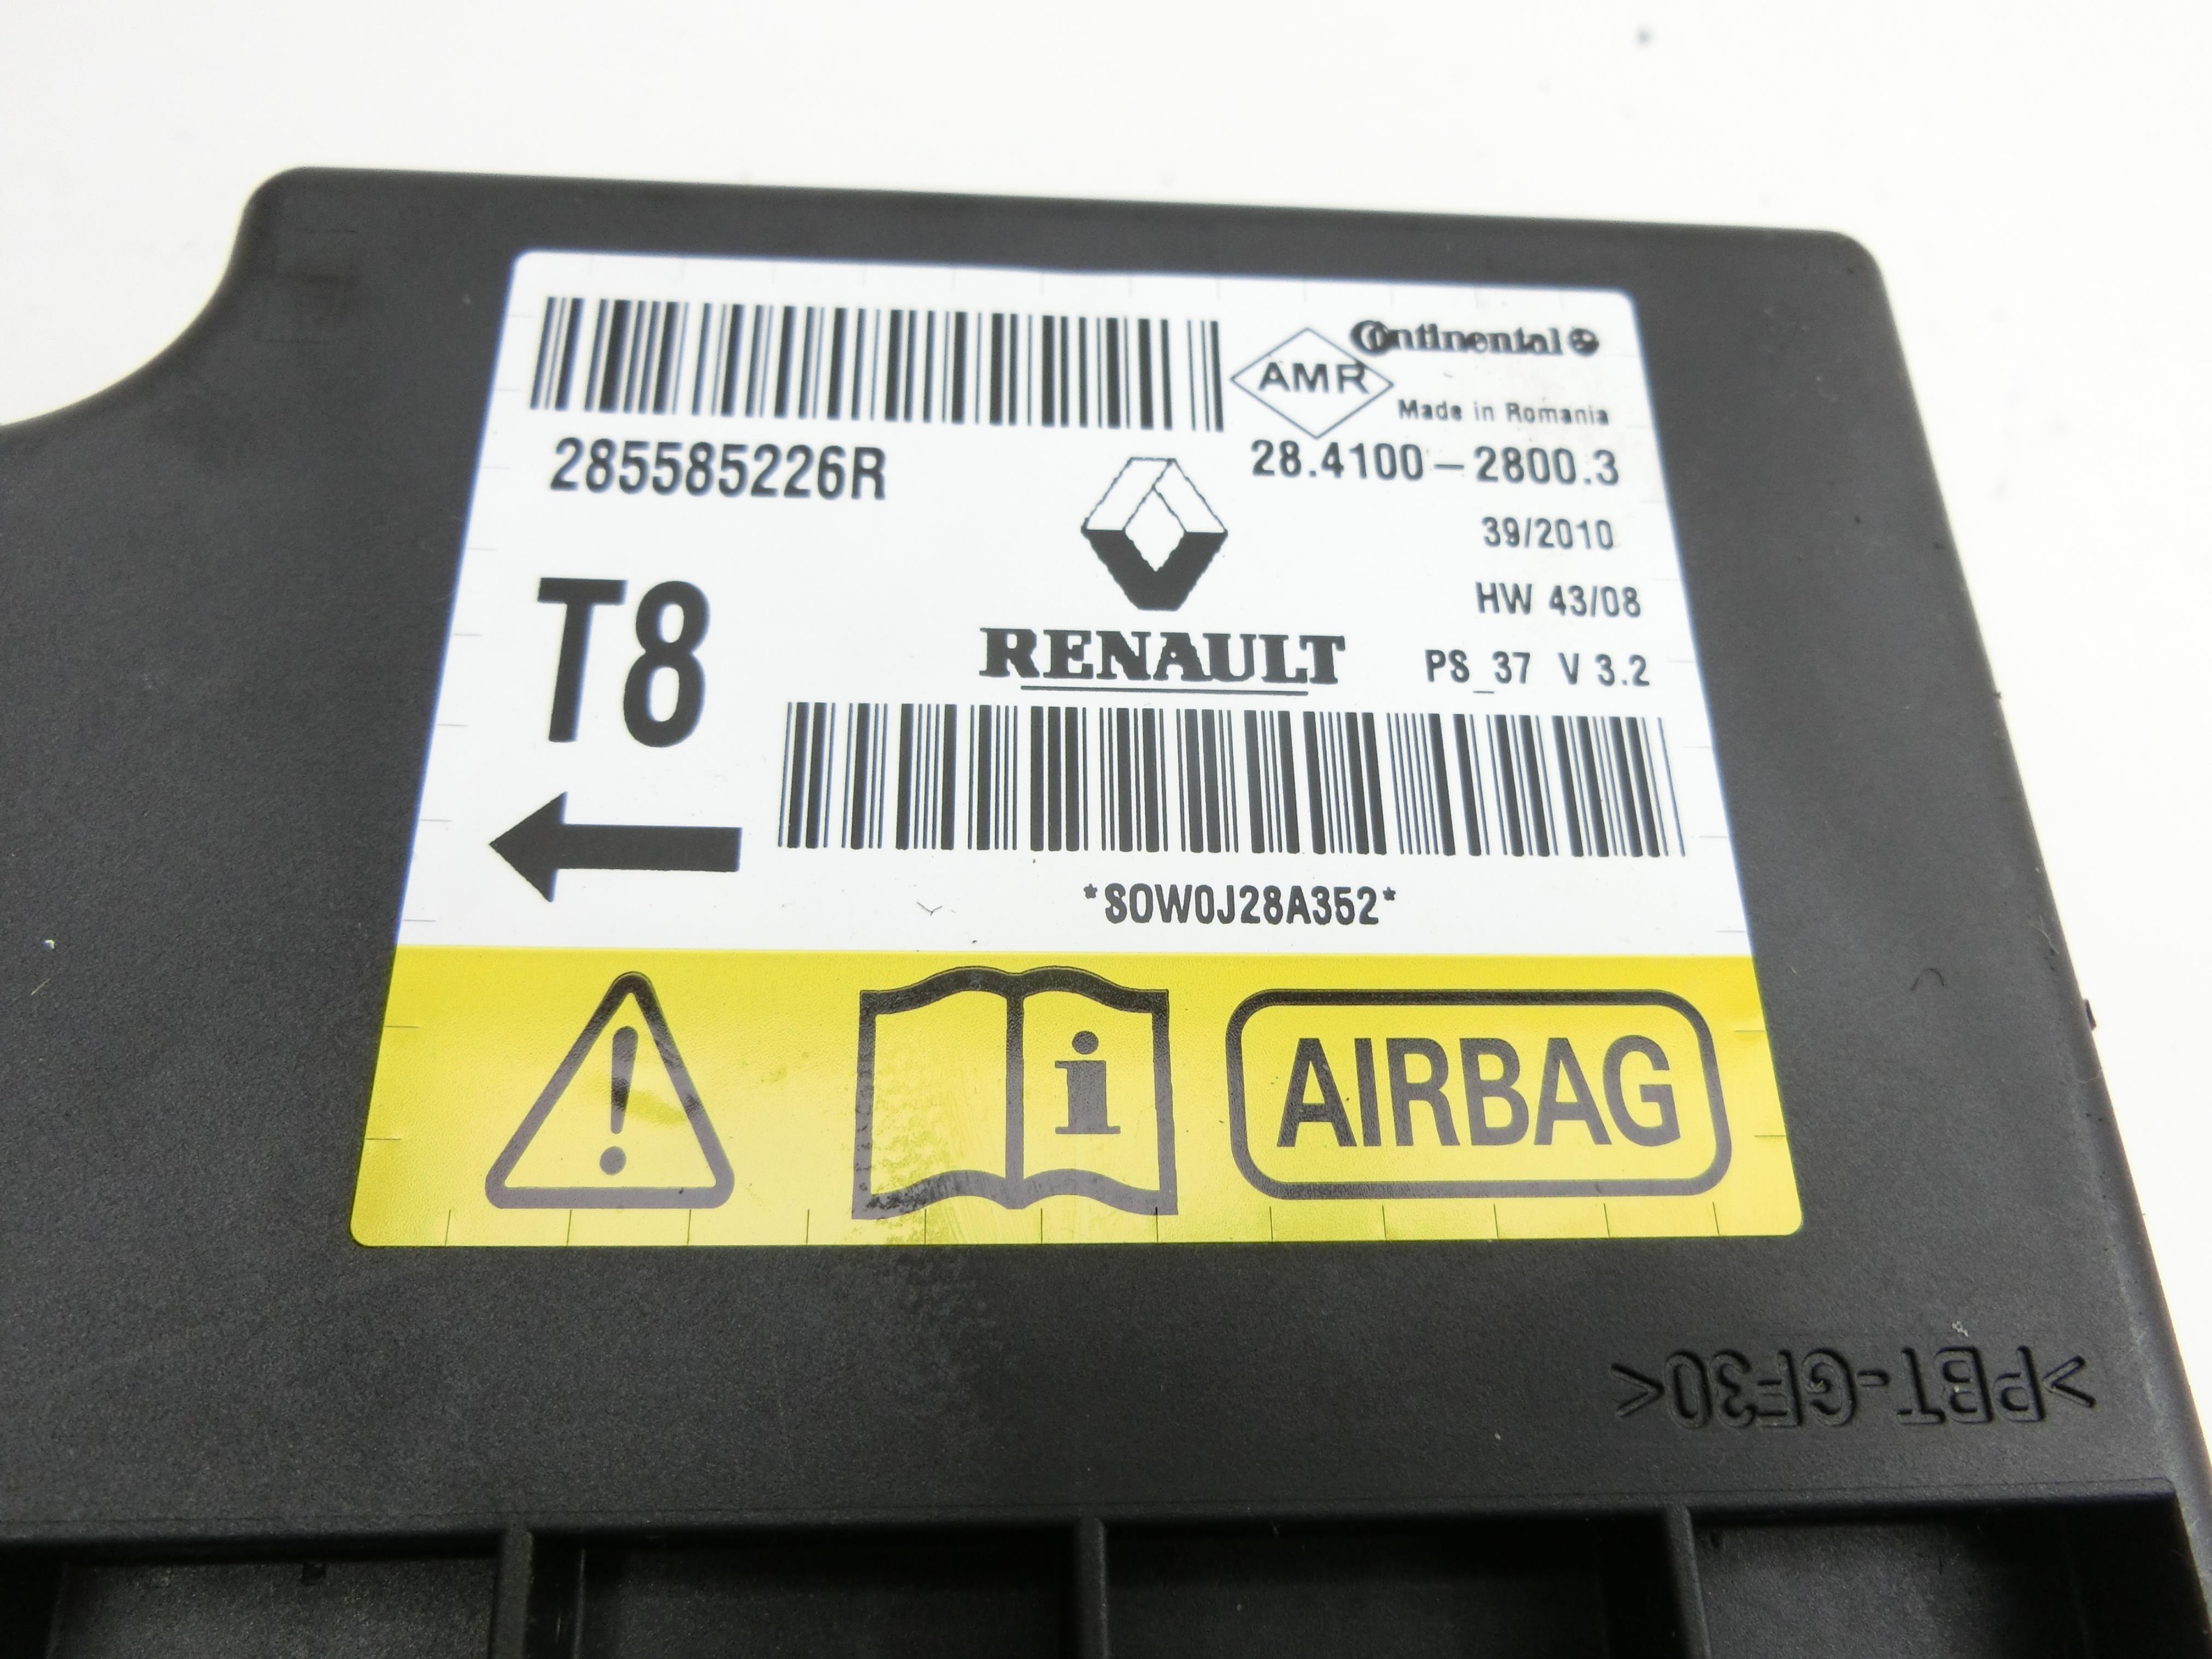 Continental
AMR
Made in Romania
285585226R
28.4100-2800.3
39/2010
HW 43/08
T8
RENAULT
PS_37 V 3.2
*S0W0J28A352*
i
AIRBAG
>PBT-GF30<